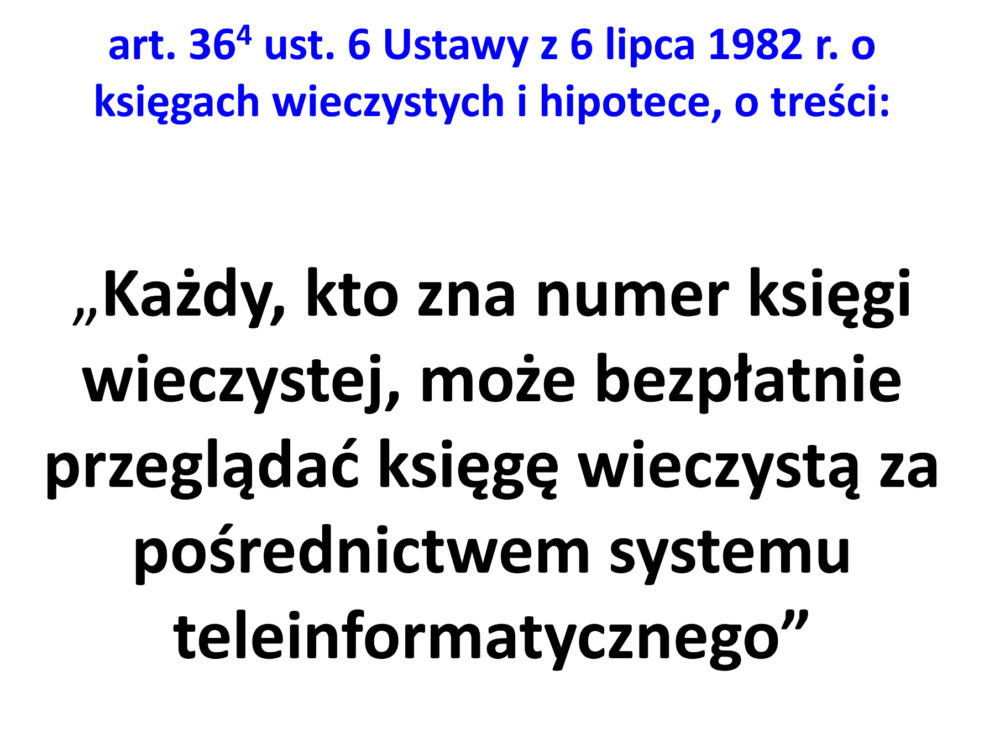 art. 36⁴ ust. 6 Ustawy z 6 lipca 1982 r. o
księgach wieczystych i hipotece, o treści:
„Każdy, kto zna numer księgi
wieczystej, może bezpłatnie
przeglądać księgę wieczystą za
pośrednictwem systemu
teleinformatycznego”